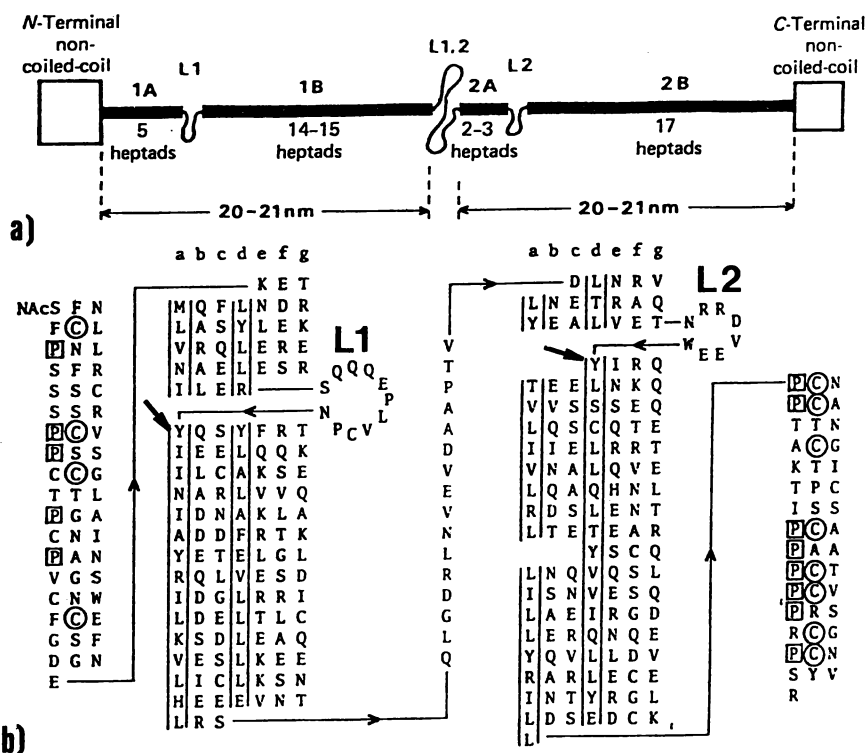 N-Terminal
non-
coiled-coil
C-Terminal
non-
coiled-coil
1A
L1
1B
L1.2
2A
L2
2B
5
heptads
14–15
heptads
2–3
heptads
17
heptads
20–21nm
20–21nm
a)
NAcS F N
F C L
P N L
S F R
S S C
S S R
P C V
P S S
C C G
T T L
P G A
C N I
P A N
V G S
C N W
F C E
G S F
D G N
E
a b c d e f g
K E T
M Q F L N D R
L A S Y L E K
V R Q L E R E
N A E L E S R
I L E R
L1
S Q Q Q E P L V C P N
Y Q S Y F R T
I E E L Q Q K
I L C A K S E
N A R L V V Q
I D N A K L A
A D D F R T K
Y E T E L G L
R Q L V E S D
I D G L R R I
L D E L T L C
K S D L E A Q
V E S L K E E
L I C L K S N
H E E E V N T
L R S
V
T
P
A
A
D
V
E
V
N
L
R
D
G
L
Q
a b c d e f g
D L N R V
L N E T R A Q
Y E A L V E T
L2
N R R D V E E W
Y I R Q
T E E L N K Q
V V S S S E Q
L Q S C Q T E
I I E L R R T
V N A L Q V E
L Q A Q H N L
R D S L E N T
L T E T E A R
Y S C Q
L N Q V Q S L
I S N V E S Q
L A E I R G D
L E R Q N Q E
Y Q V L L D V
R A R L E C E
I N T Y R G L
L D S E D C K
L
P C N
P C A
T T N
A C G
K T I
T P C
I S S
P C A
P A A
P C T
P C V
P R S
R C G
P C N
S Y V
R
b)